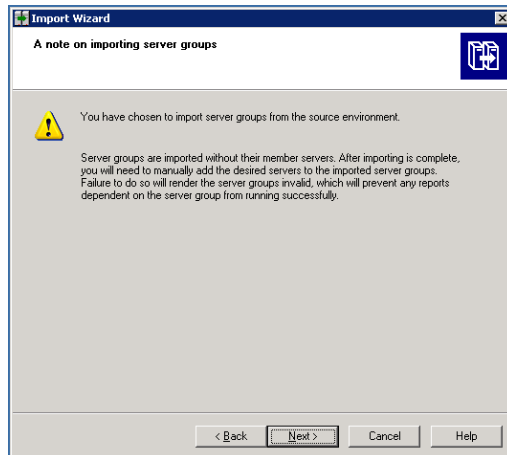 Import Wizard
A note on importing server groups
You have chosen to import server groups from the source environment.
Server groups are imported without their member servers. After importing is complete,
you will need to manually add the desired servers to the imported server groups.
Failure to do so will render the server groups invalid, which will prevent any reports
dependent on the server group from running successfully.
< Back
Next >
Cancel
Help